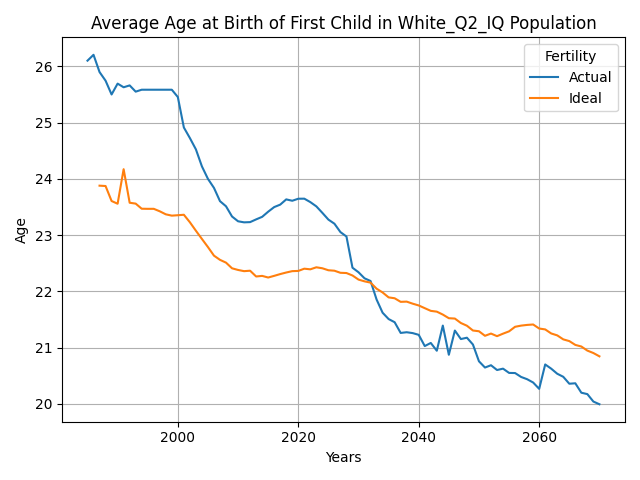 Average Age at Birth of First Child in White_Q2_IQ Population
Fertility
Actual
Ideal
26
25
24
23
22
21
20
Age
2000
2020
2040
2060
Years